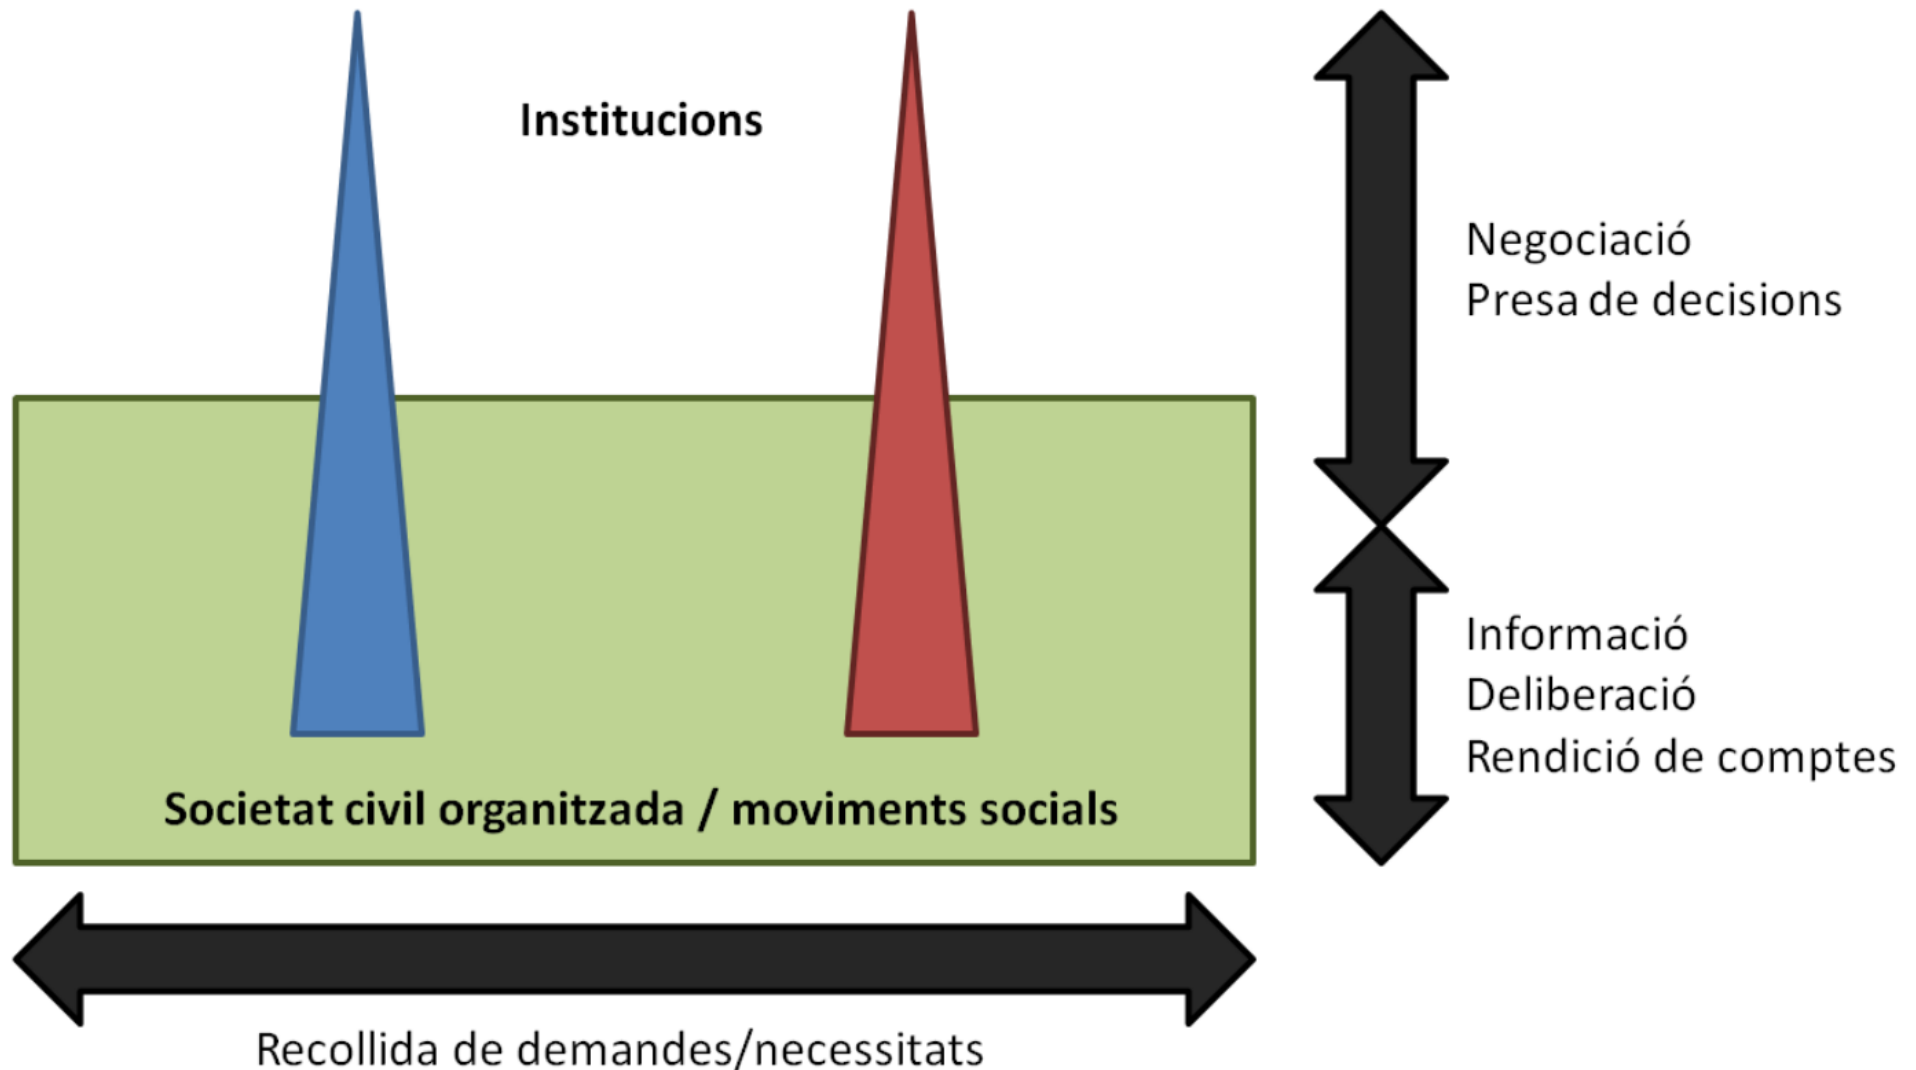 Institucions
Negociació
Presa de decisions
Informació
Deliberació
Rendició de comptes
Societat civil organitzada / moviments socials
Recollida de demandes/necessitats